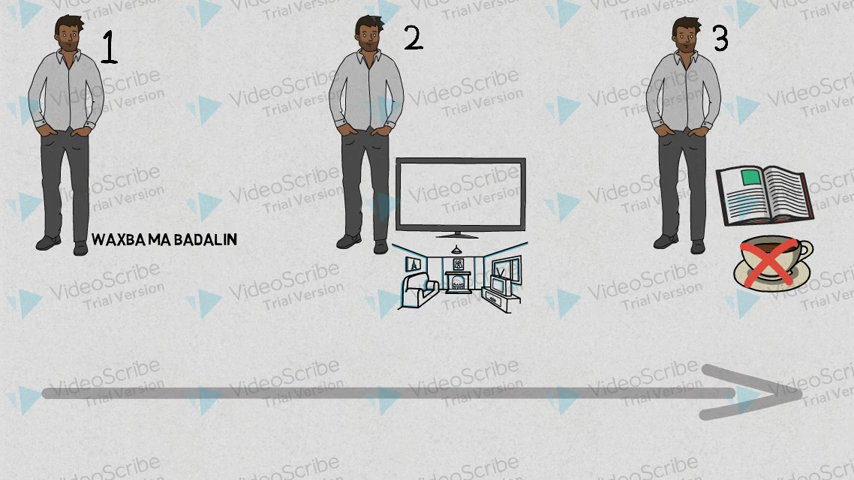 1
2
3
WAXBA MA BADALIN
VideoScribe
Trial Version